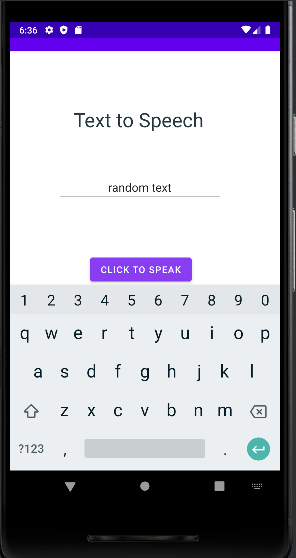 6:36
Text to Speech
random text
CLICK TO SPEAK
1 2 3 4 5 6 7 8 9 0
q w e r t y u i o p
a s d f g h j k l
z x c v b n m
?123 , .